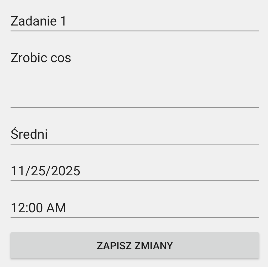 Zadanie 1
Zrobic cos
Średni
11/25/2025
12:00 AM
ZAPISZ ZMIANY